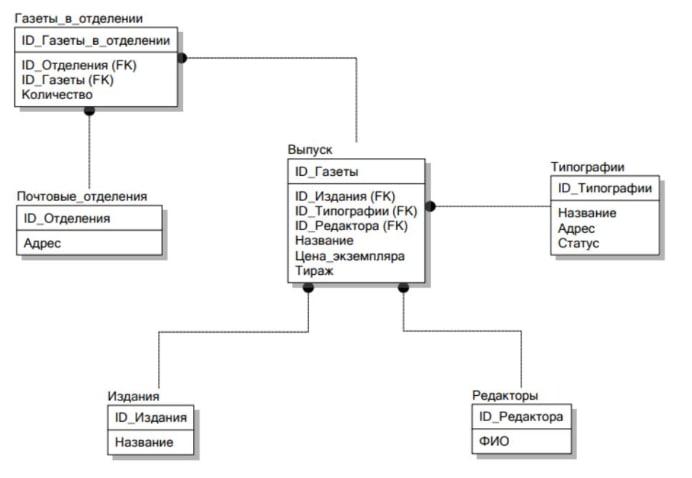 Газеты_в_отделении
ID_Газеты_в_отделении
ID_Отделения (FK)
ID_Газеты (FK)
Количество
Выпуск
ID_Газеты
ID_Издания (FK)
ID_Типографии (FK)
ID_Редактора (FK)
Название
Цена_экземпляра
Тираж
Типографии
ID_Типографии
Название
Адрес
Статус
Почтовые_отделения
ID_Отделения
Адрес
Издания
ID_Издания
Название
Редакторы
ID_Редактора
ФИО